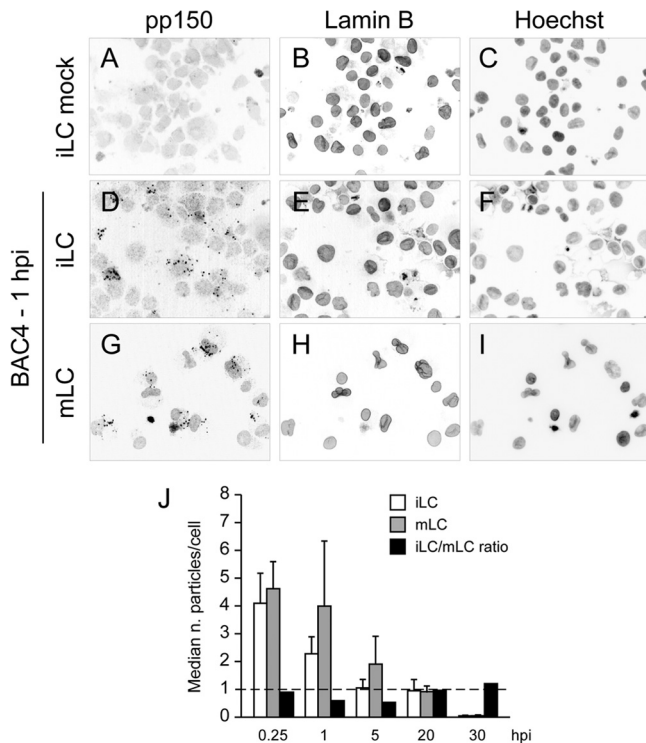 pp150 Lamin B Hoechst
iLC mock
A B C
BAC4 - 1 hpi
iLC
D E F
mLC
G H I
J
Median n. particles/cell
8
7
6
5
4
3
2
1
0
iLC
mLC
iLC/mLC ratio
0.25 1 5 20 30 hpi